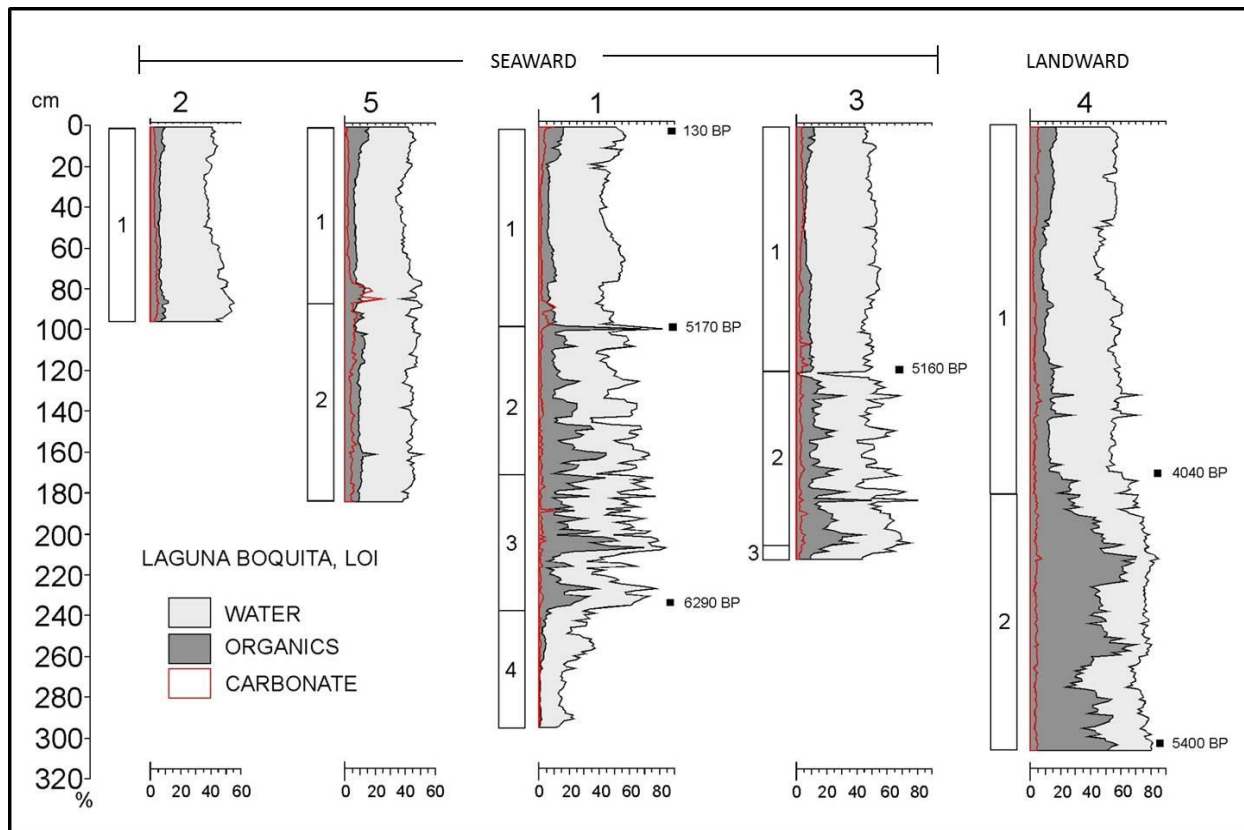 SEAWARD LANDWARD
cm 2 5 1 3 4
0
130 BP
20
40
1 1 1 1
60
1
80
100
5170 BP
120
5160 BP
140
2 2 2
160
4040 BP
180
200
3
LAGUNA BOQUITA, LOI
3
220
WATER
6290 BP
240
2
ORGANICS
260
4
CARBONATE
280
300
5400 BP
320
% 0 20 40 60 0 20 40 60 0 20 40 60 80 0 20 40 60 80 0 20 40 60 80